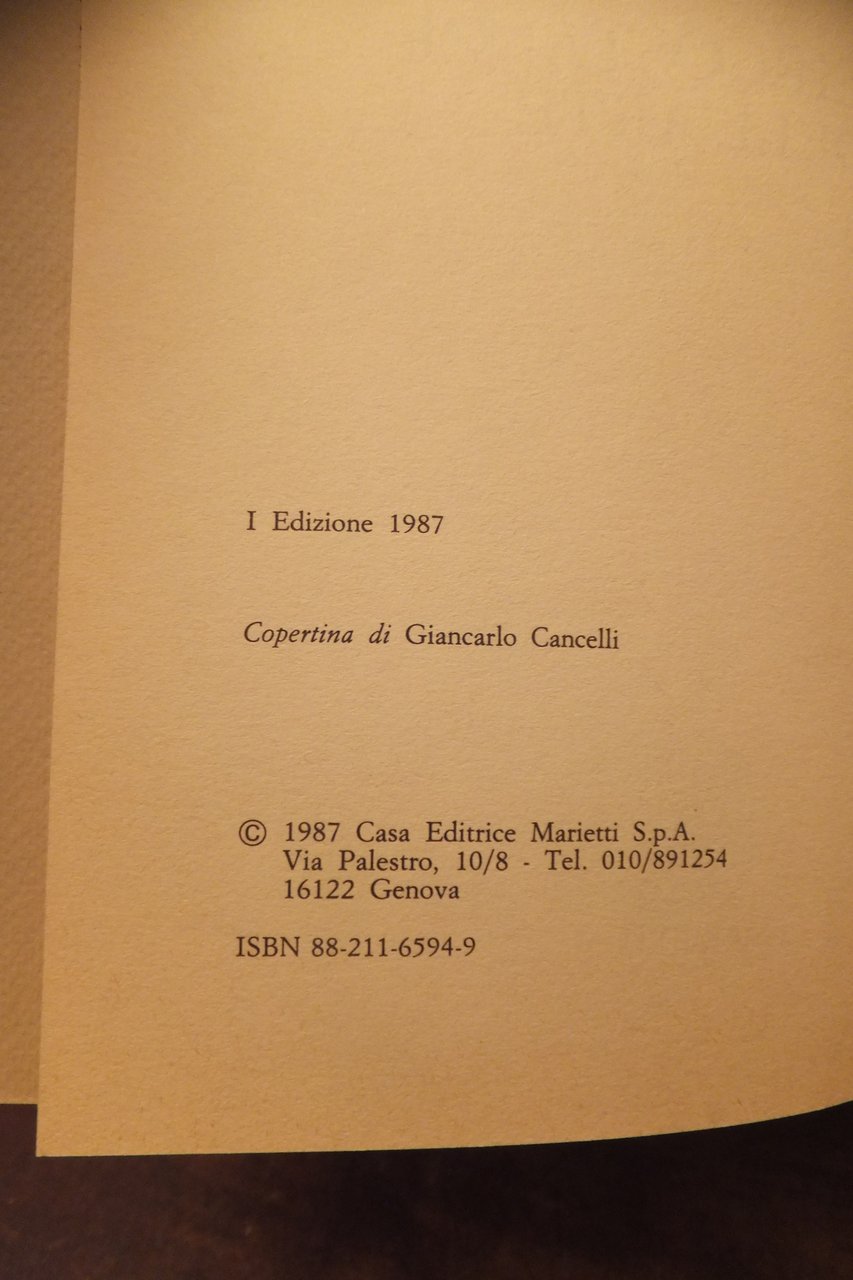 I Edizione 1987
Copertina di Giancarlo Cancelli
© 1987 Casa Editrice Marietti S.p.A.
Via Palestro, 10/8 - Tel. 010/891254
16122 Genova
ISBN 88-211-6594-9